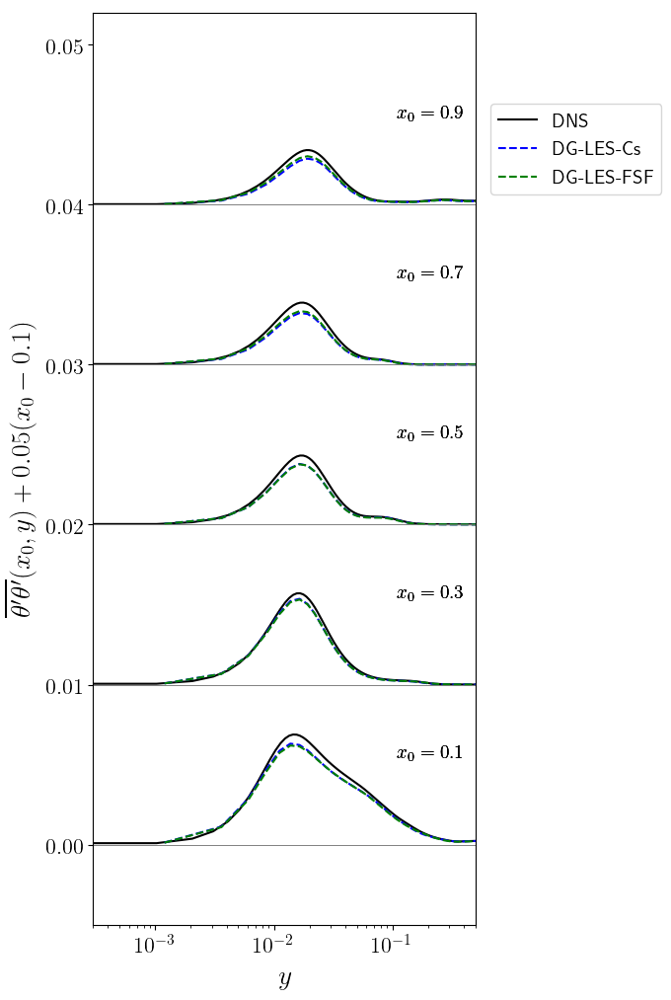 0.05
x₀ = 0.9
DNS
DG-LES-Cs
DG-LES-FSF
0.04
x₀ = 0.7
0.03
x₀ = 0.5
0.02
x₀ = 0.3
0.01
x₀ = 0.1
0.00
θ′θ′(x₀, y) + 0.05(x₀ − 0.1)
10⁻³
10⁻²
10⁻¹
y